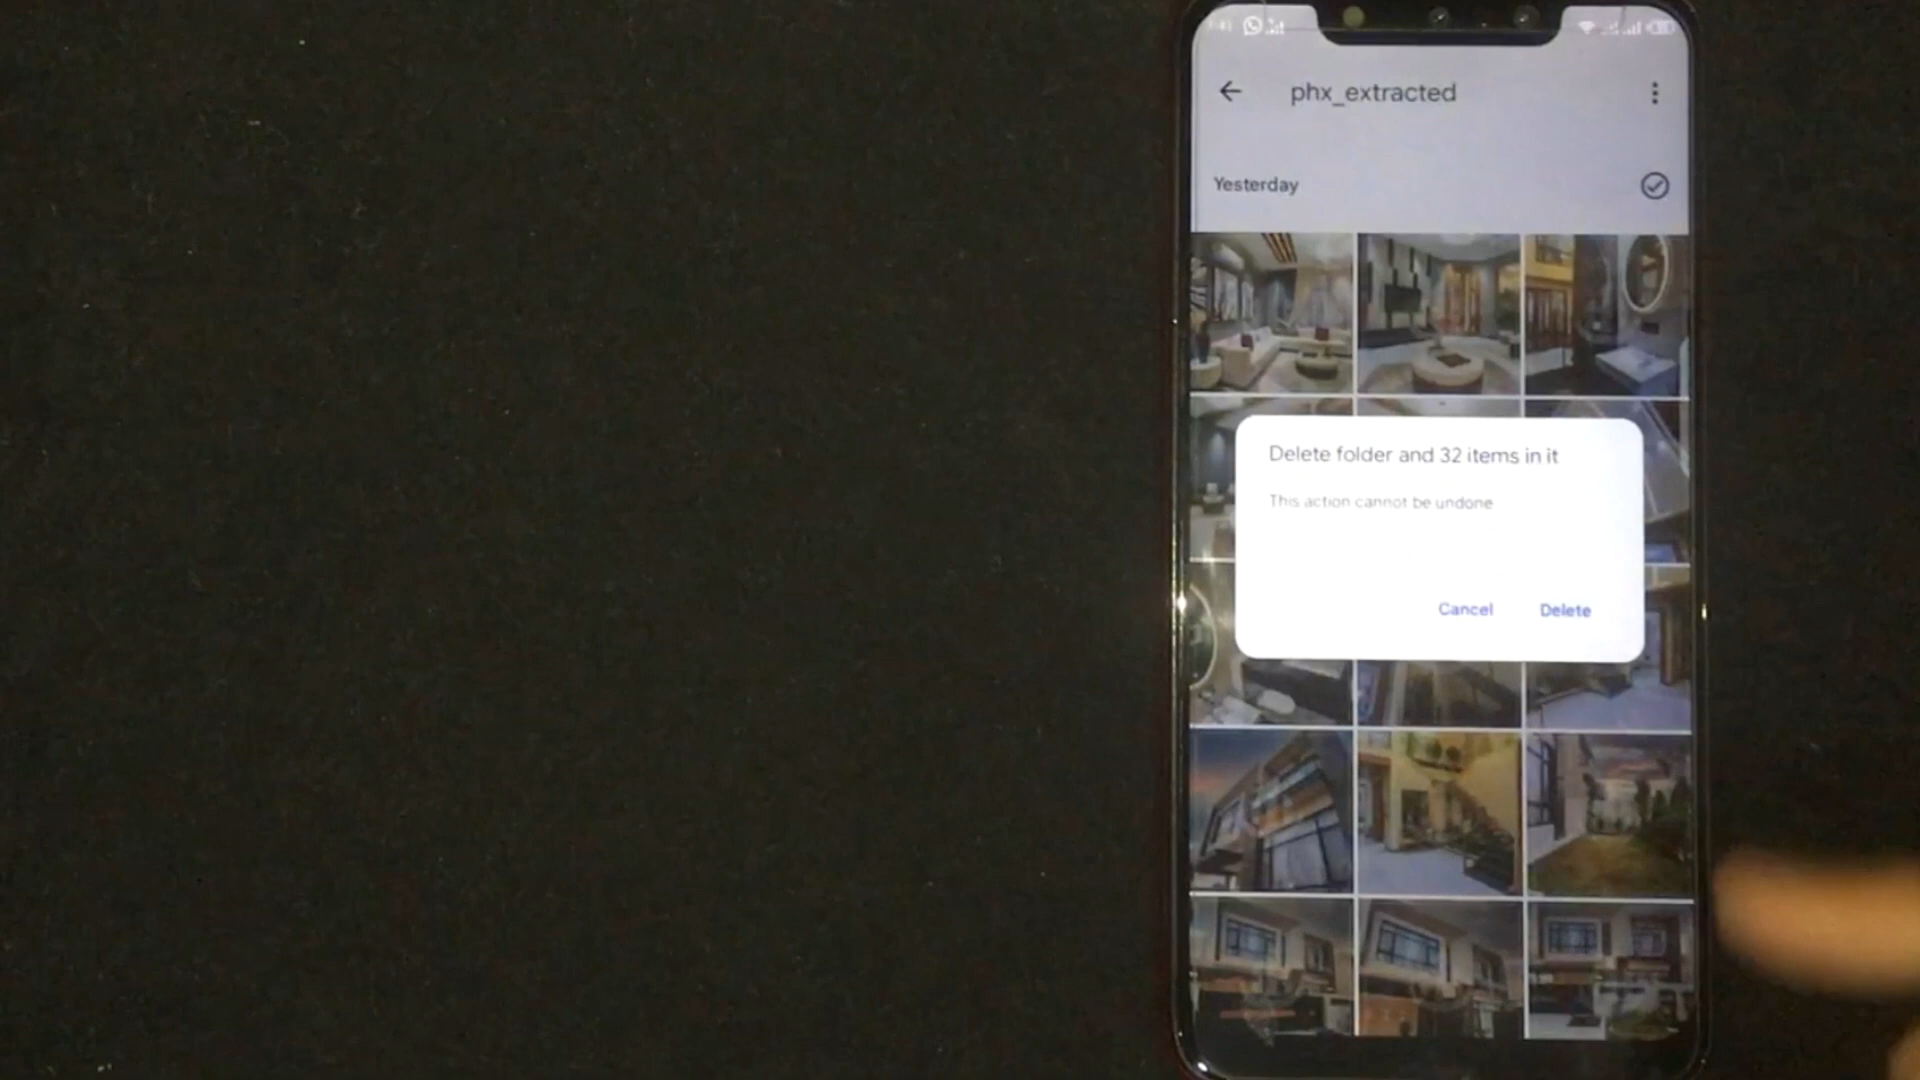 phx_extracted
Yesterday
Delete folder and 32 items in it
This action cannot be undone
Cancel
Delete